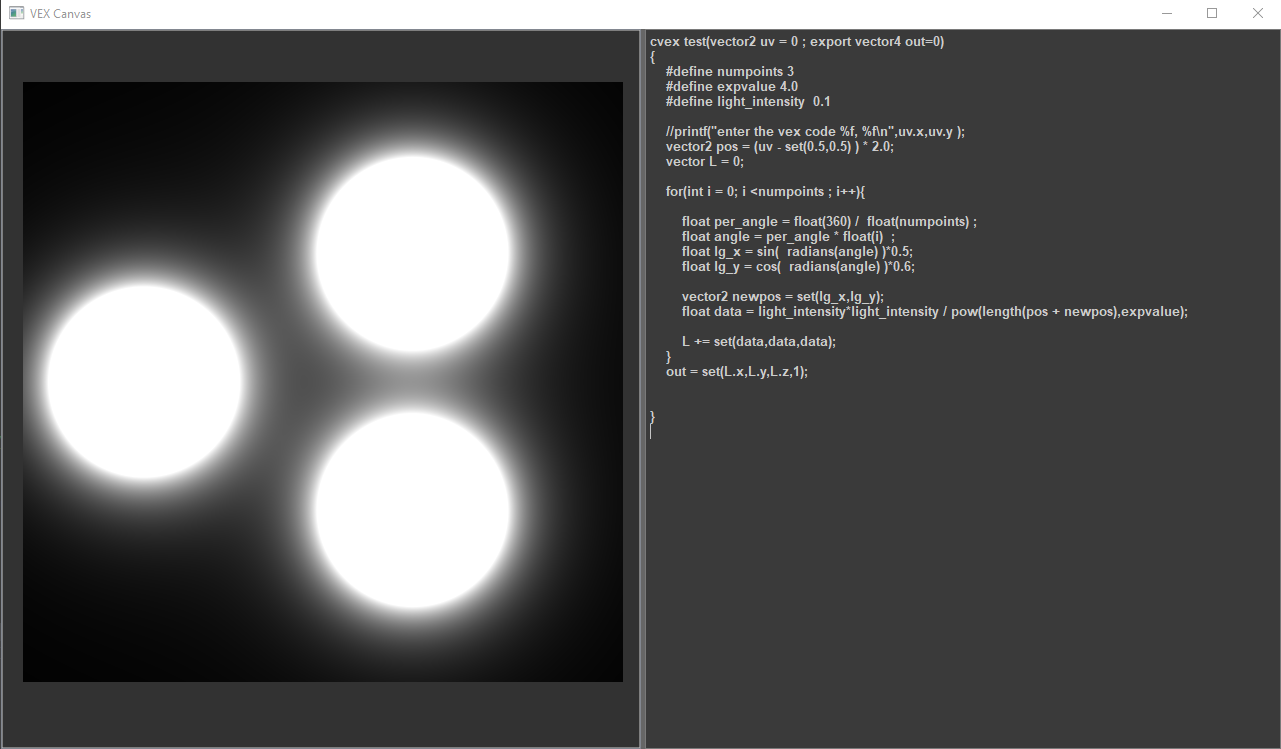 VEX Canvas
cvex test(vector2 uv = 0 ; export vector4 out=0)
{
#define numpoints 3
#define expvalue 4.0
#define light_intensity  0.1
//printf("enter the vex code %f, %f\n",uv.x,uv.y );
vector2 pos = (uv - set(0.5,0.5) ) * 2.0;
vector L = 0;
for(int i = 0; i <numpoints ; i++){
float per_angle = float(360) /  float(numpoints) ;
float angle = per_angle * float(i)  ;
float lg_x = sin(  radians(angle) )*0.5;
float lg_y = cos(  radians(angle) )*0.6;
vector2 newpos = set(lg_x,lg_y);
float data = light_intensity*light_intensity / pow(length(pos + newpos),expvalue);
L += set(data,data,data);
}
out = set(L.x,L.y,L.z,1);
}